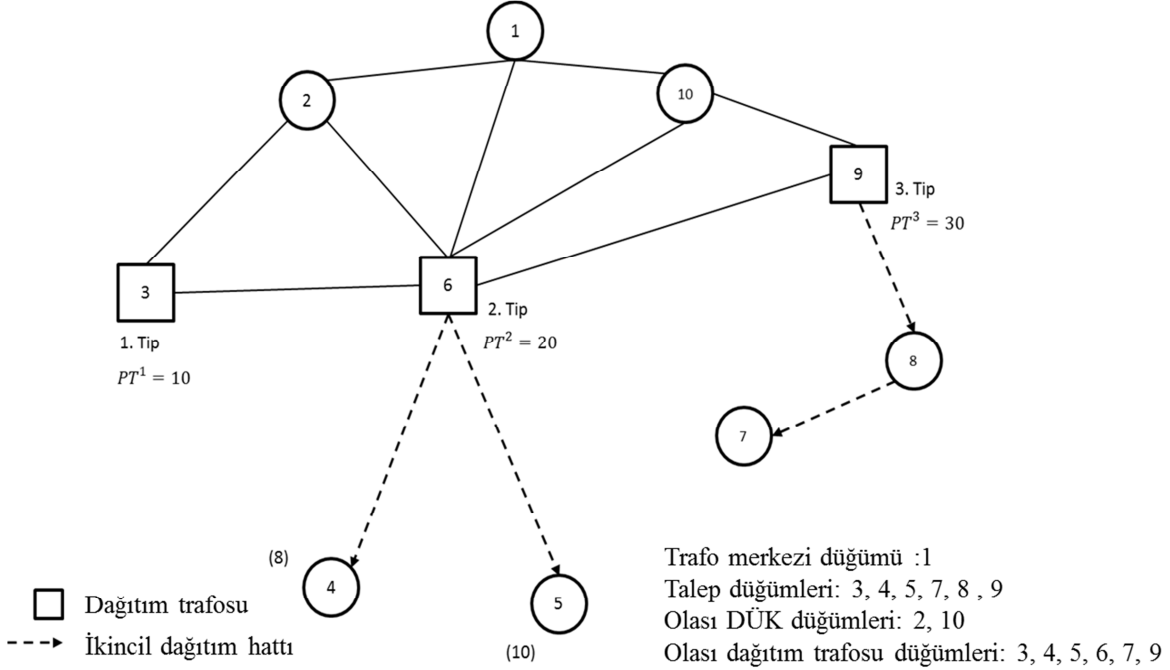 1
2
10
9
3. Tip
PT³ = 30
3
6
2. Tip
1. Tip
PT² = 20
PT¹ = 10
8
7
(8)
4
5
(10)
Dağıtım trafosu
İkincil dağıtım hattı
Trafo merkezi düğümü :1
Talep düğümleri: 3, 4, 5, 7, 8 , 9
Olası DÜK düğümleri: 2, 10
Olası dağıtım trafosu düğümleri: 3, 4, 5, 6, 7, 9